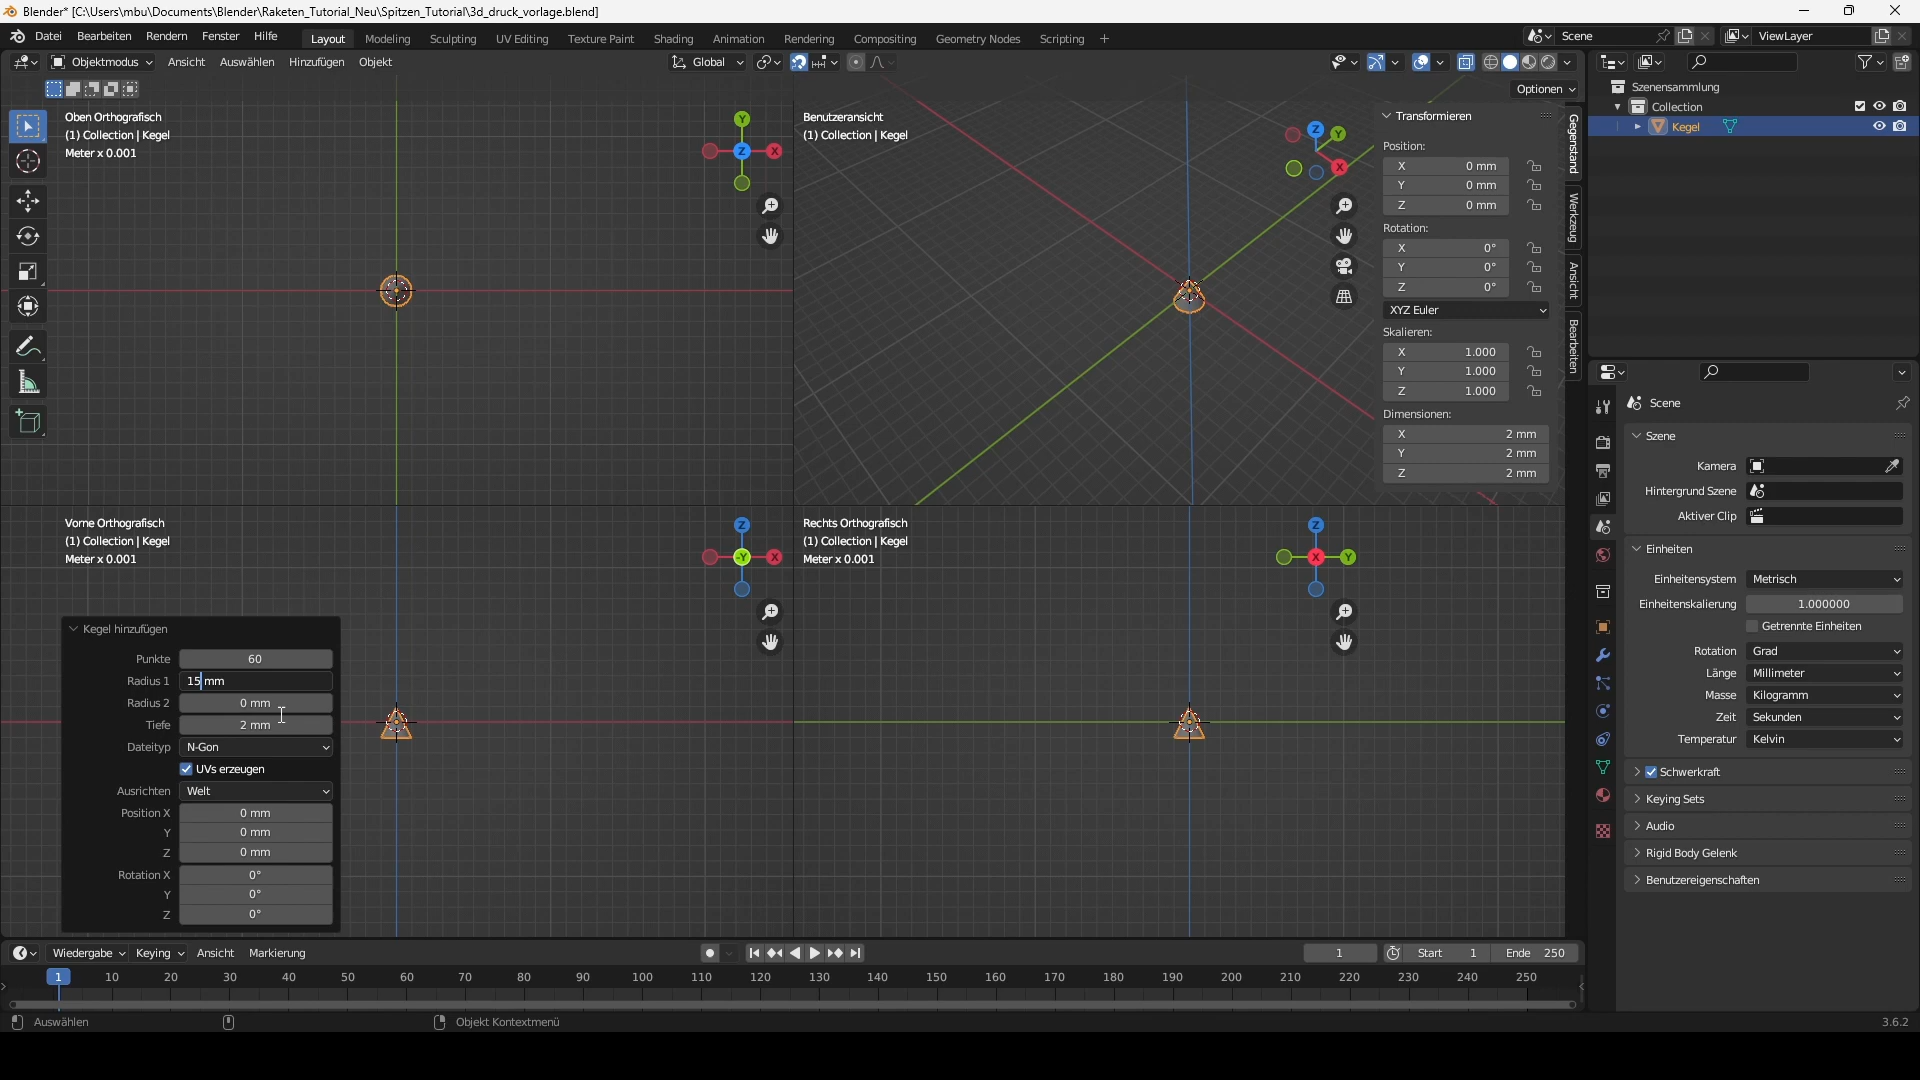 Blender* [C:\Users\mbu\Documents\Blender\Raketen_Tutorial_Neu\Spitzen_Tutorial\3d_druck_vorlage.blend]
Datei Bearbeiten Rendern Fenster Hilfe Layout Modeling Sculpting UV Editing Texture Paint Shading Animation Rendering Compositing Geometry Nodes Scripting + Scene ViewLayer
Objektmodus Ansicht Auswählen Hinzufügen Objekt Global
Optionen
Oben Orthografisch
(1) Collection | Kegel
Meter x 0.001
Y
X Z
Benutzeransicht
(1) Collection | Kegel
Z Y
X
Transformieren
Position:
X 0 mm
Y 0 mm
Z 0 mm
Rotation:
X 0°
Y 0°
Z 0°
XYZ Euler
Skalieren:
X 1.000
Y 1.000
Z 1.000
Dimensionen:
X 2 mm
Y 2 mm
Z 2 mm
Gegenstand
Werkzeug
Ansicht
Bearbeiten
Vorne Orthografisch
(1) Collection | Kegel
Meter x 0.001
Z
-Y X
Rechts Orthografisch
(1) Collection | Kegel
Meter x 0.001
Z
X Y
Kegel hinzufügen
Punkte 60
Radius 1 15 mm
Radius 2 0 mm
Tiefe 2 mm
Dateityp N-Gon
UVs erzeugen
Ausrichten Welt
Position X 0 mm
Y 0 mm
Z 0 mm
Rotation X 0°
Y 0°
Z 0°
Szenensammlung
Collection
Kegel
Scene
Szene
Kamera
Hintergrund Szene
Aktiver Clip
Einheiten
Einheitensystem Metrisch
Einheitenskalierung 1.000000
Getrennte Einheiten
Rotation Grad
Länge Millimeter
Masse Kilogramm
Zeit Sekunden
Temperatur Kelvin
Schwerkraft
Keying Sets
Audio
Rigid Body Gelenk
Benutzereigenschaften
Wiedergabe Keying Ansicht Markierung 1 Start 1 Ende 250
1 10 20 30 40 50 60 70 80 90 100 110 120 130 140 150 160 170 180 190 200 210 220 230 240 250
Auswählen Objekt Kontextmenü 3.6.2